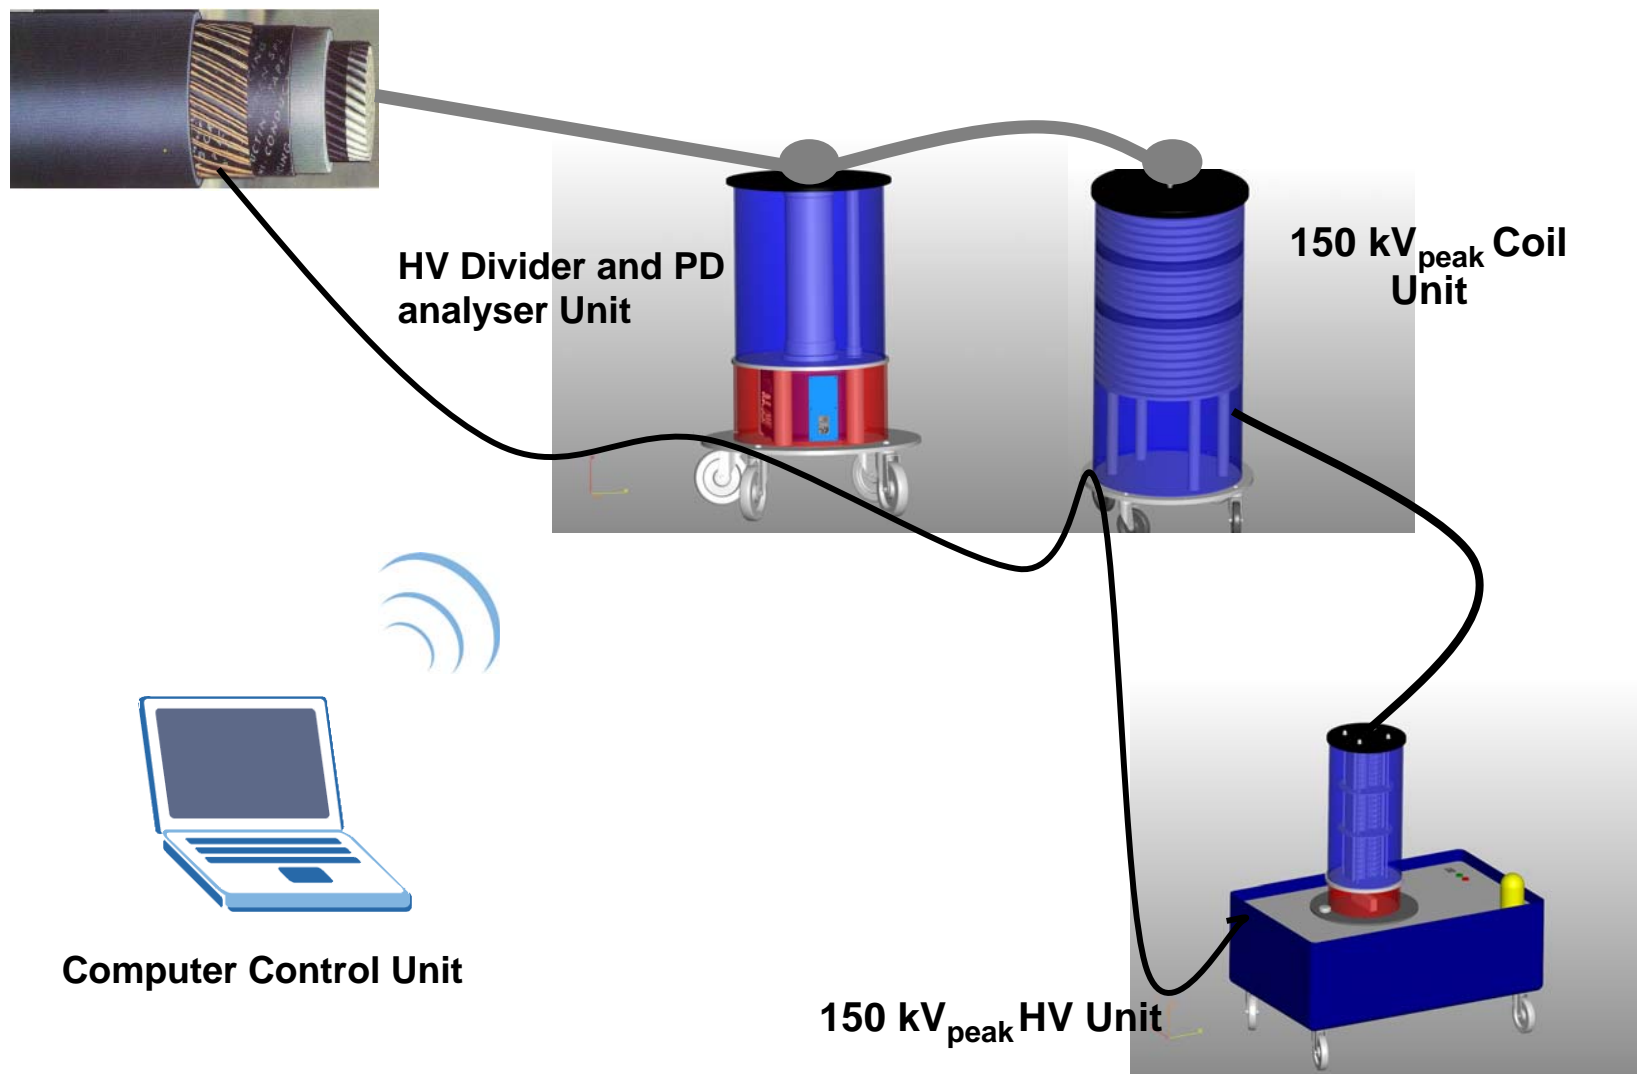 HV Divider and PD
analyser Unit
150 kVpeak Coil
Unit
Computer Control Unit
150 kVpeak HV Unit